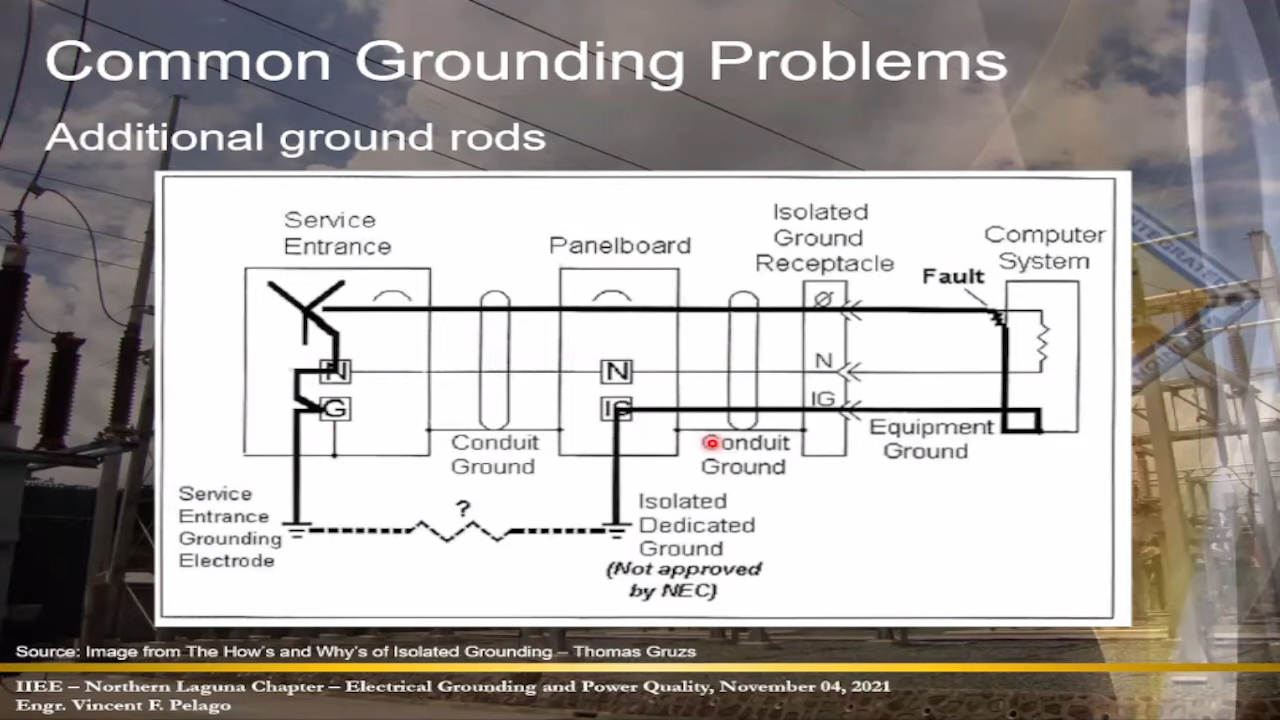 Common Grounding Problems
Additional ground rods
Service
Entrance
Panelboard
Isolated
Ground
Receptacle
Computer
System
Fault
Ø
N
N
N
G
IG
IG
Conduit
Ground
Conduit
Ground
Equipment
Ground
Service
Entrance
Grounding
Electrode
?
Isolated
Dedicated
Ground
(Not approved
by NEC)
Source: Image from The How's and Why's of Isolated Grounding – Thomas Gruzs
IIEE – Northern Laguna Chapter – Electrical Grounding and Power Quality, November 04, 2021
Engr. Vincent F. Pelago